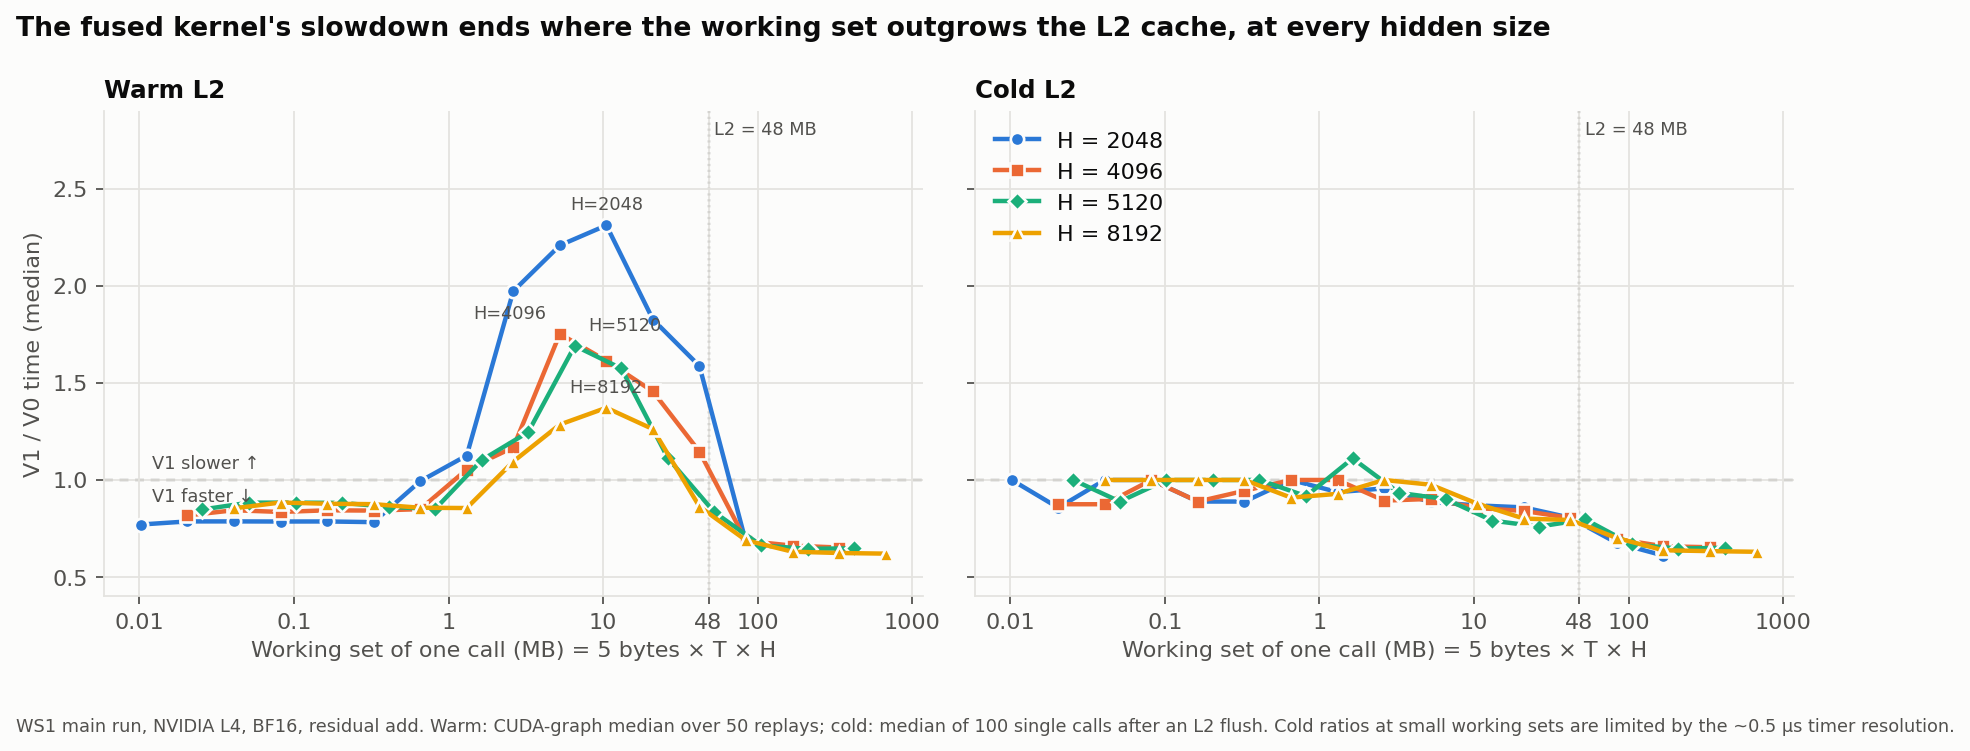 The fused kernel's slowdown ends where the working set outgrows the L2 cache, at every hidden size
Warm L2
L2 = 48 MB
H=2048
H=4096
H=5120
H=8192
V1 slower ↑
V1 faster ↓
V1 / V0 time (median)
2.5
2.0
1.5
1.0
0.5
0.01 0.1 1 10 48 100 1000
Working set of one call (MB) = 5 bytes × T × H
Cold L2
L2 = 48 MB
H = 2048
H = 4096
H = 5120
H = 8192
0.01 0.1 1 10 48 100 1000
Working set of one call (MB) = 5 bytes × T × H
WS1 main run, NVIDIA L4, BF16, residual add. Warm: CUDA-graph median over 50 replays; cold: median of 100 single calls after an L2 flush. Cold ratios at small working sets are limited by the ~0.5 µs timer resolution.